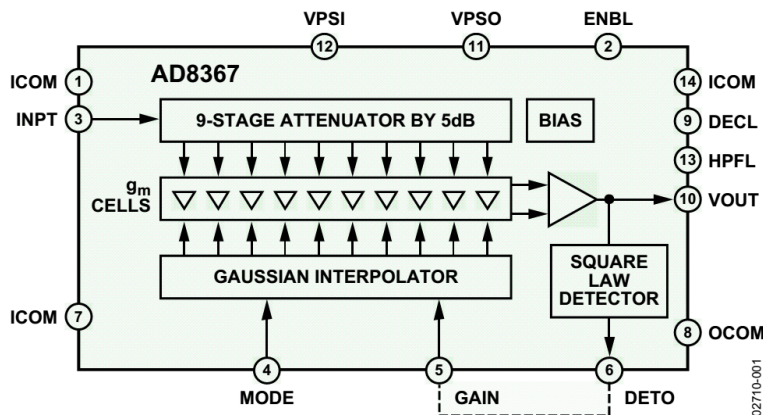 VPSI VPSO ENBL
12 11 2
AD8367
ICOM 1 14 ICOM
INPT 3 9-STAGE ATTENUATOR BY 5dB BIAS 9 DECL
13 HPFL
gm
CELLS
10 VOUT
GAUSSIAN INTERPOLATOR
SQUARE
LAW
DETECTOR
ICOM 7
8 OCOM
4 5 6
MODE GAIN DETO
02710-001